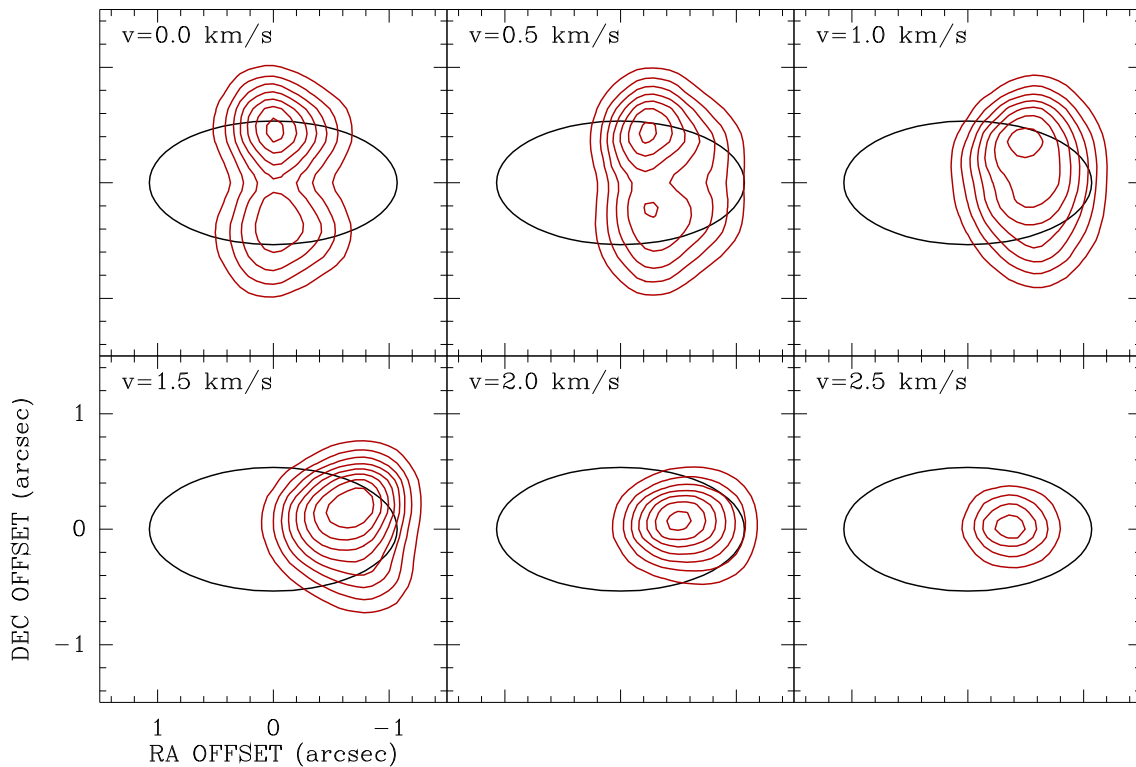 v=0.0 km/s
v=0.5 km/s
v=1.0 km/s
v=1.5 km/s
v=2.0 km/s
v=2.5 km/s
1
0
−1
DEC OFFSET (arcsec)
1
0
−1
RA OFFSET (arcsec)